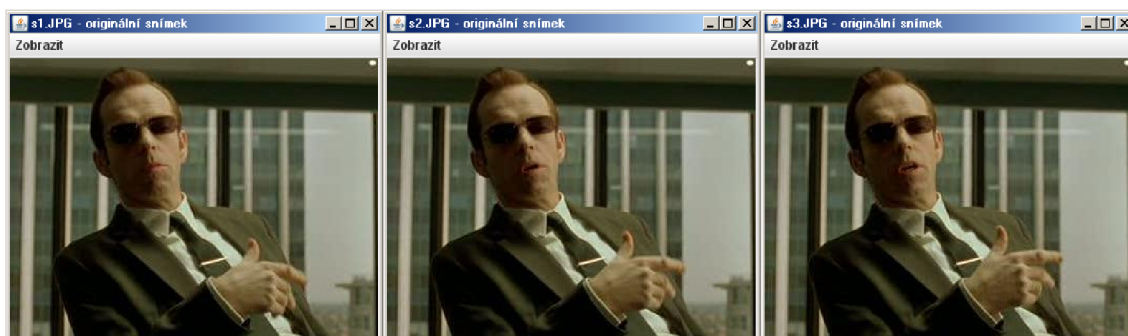 s1.JPG - originální snímek
Zobrazit
s2.JPG - originální snímek
Zobrazit
s3.JPG - originální snímek
Zobrazit